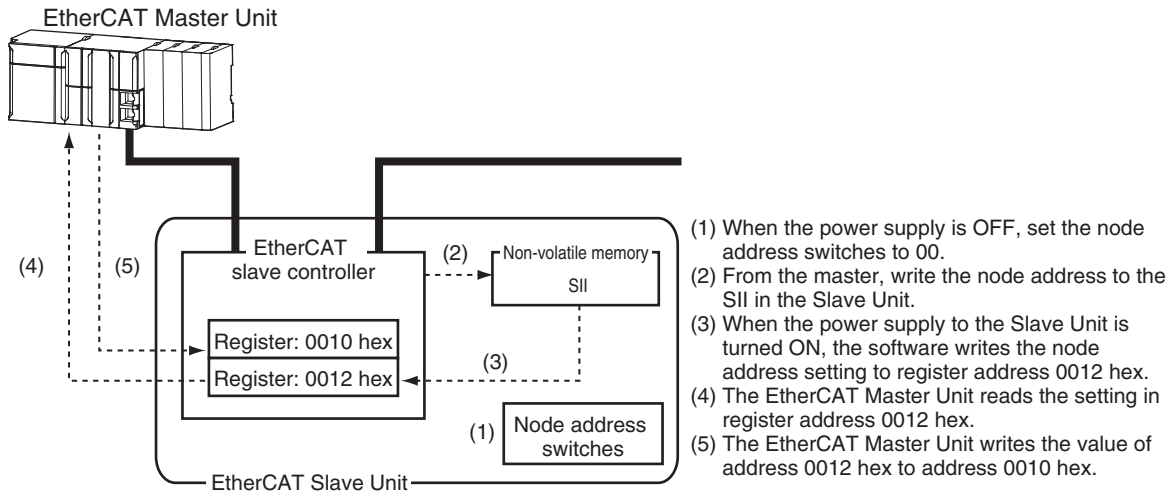 EtherCAT Master Unit
EtherCAT
slave controller
(2)
Non-volatile memory
SII
(4)
(5)
Register: 0010 hex
Register: 0012 hex
(3)
(1)
Node address
switches
EtherCAT Slave Unit
(1) When the power supply is OFF, set the node
address switches to 00.
(2) From the master, write the node address to the
SII in the Slave Unit.
(3) When the power supply to the Slave Unit is
turned ON, the software writes the node
address setting to register address 0012 hex.
(4) The EtherCAT Master Unit reads the setting in
register address 0012 hex.
(5) The EtherCAT Master Unit writes the value of
address 0012 hex to address 0010 hex.